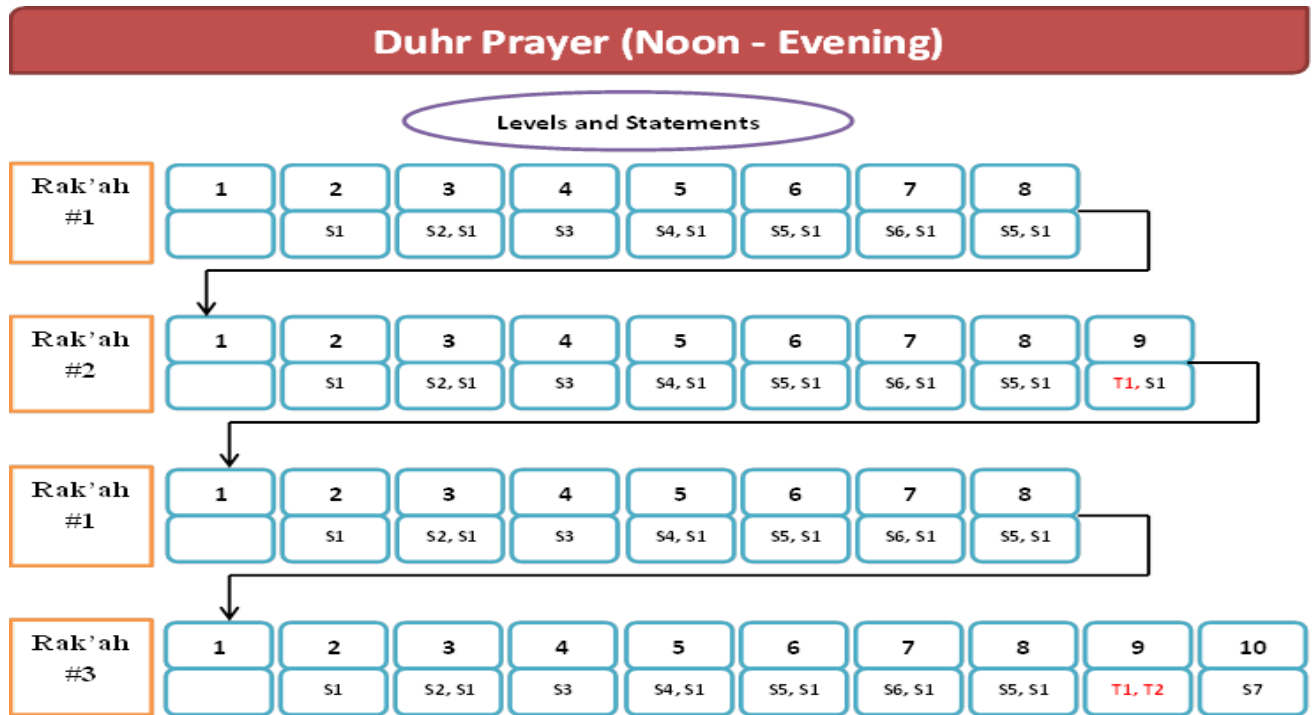 Duhr Prayer (Noon - Evening)
Levels and Statements
Rak'ah #1
1 2 3 4 5 6 7 8
S1 S2, S1 S3 S4, S1 S5, S1 S6, S1 S5, S1
Rak'ah #2
1 2 3 4 5 6 7 8 9
S1 S2, S1 S3 S4, S1 S5, S1 S6, S1 S5, S1 T1, S1
Rak'ah #1
1 2 3 4 5 6 7 8
S1 S2, S1 S3 S4, S1 S5, S1 S6, S1 S5, S1
Rak'ah #3
1 2 3 4 5 6 7 8 9 10
S1 S2, S1 S3 S4, S1 S5, S1 S6, S1 S5, S1 T1, T2 S7